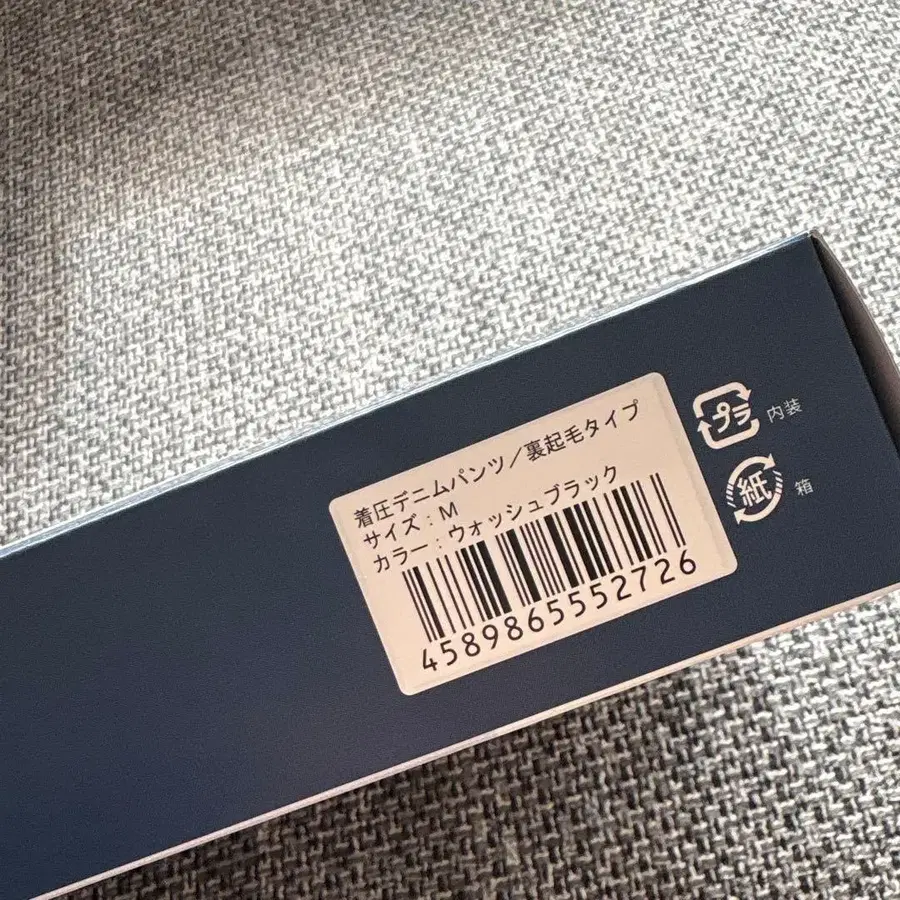 着圧デニムパンツ/裏起毛タイプ
サイズ:M
カラー:ウォッシュブラック
4589865552726
プラ 内装
紙 箱